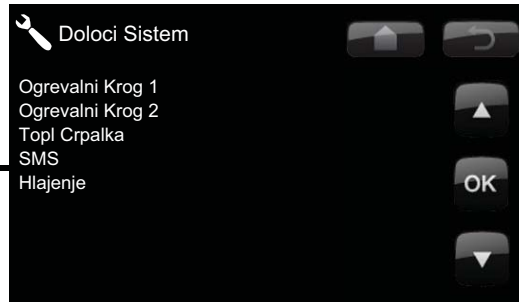 Doloci Sistem
Ogrevalni Krog 1
Ogrevalni Krog 2
Topl Crpalka
SMS
Hlajenje
OK